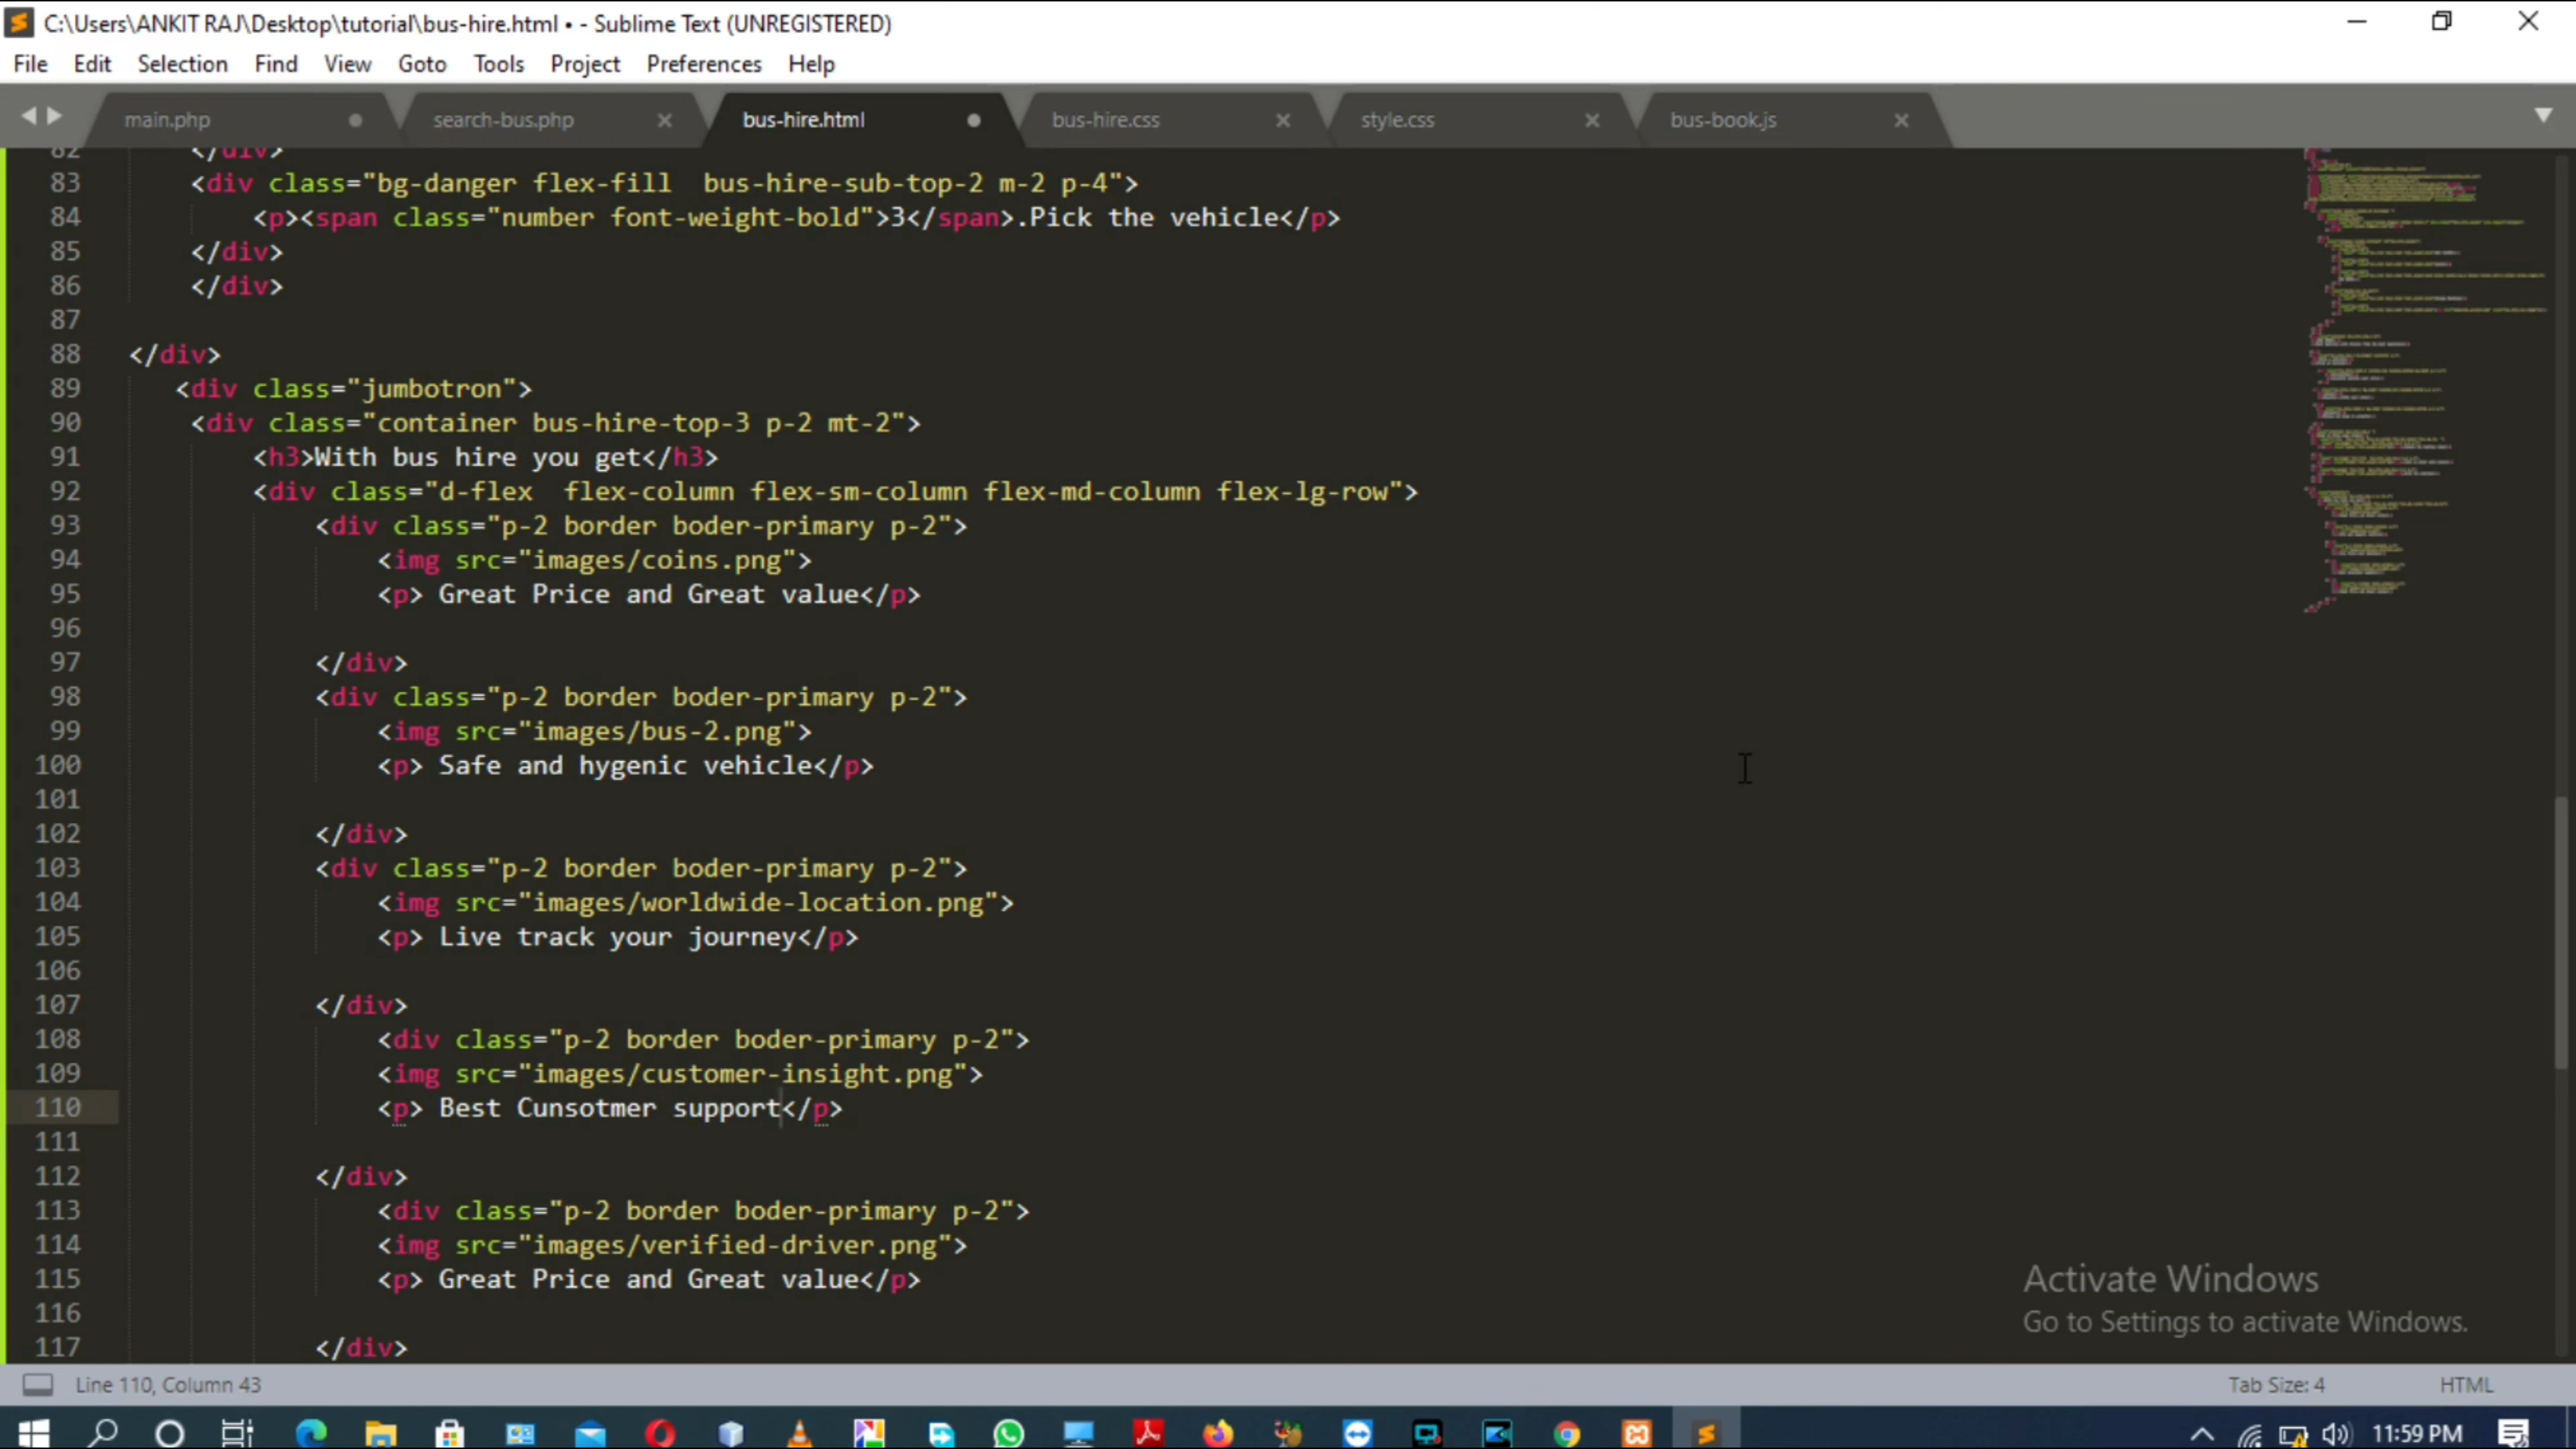 C:\Users\ANKIT RAJ\Desktop\tutorial\bus-hire.html • - Sublime Text (UNREGISTERED)
File Edit Selection Find View Goto Tools Project Preferences Help
main.php search-bus.php bus-hire.html bus-hire.css style.css bus-book.js
82 </div>
83 <div class="bg-danger flex-fill  bus-hire-sub-top-2 m-2 p-4">
84 <p><span class="number font-weight-bold">3</span>.Pick the vehicle</p>
85 </div>
86 </div>
87
88 </div>
89 <div class="jumbotron">
90 <div class="container bus-hire-top-3 p-2 mt-2">
91 <h3>With bus hire you get</h3>
92 <div class="d-flex  flex-column flex-sm-column flex-md-column flex-lg-row">
93 <div class="p-2 border boder-primary p-2">
94 <img src="images/coins.png">
95 <p> Great Price and Great value</p>
96
97 </div>
98 <div class="p-2 border boder-primary p-2">
99 <img src="images/bus-2.png">
100 <p> Safe and hygenic vehicle</p>
101
102 </div>
103 <div class="p-2 border boder-primary p-2">
104 <img src="images/worldwide-location.png">
105 <p> Live track your journey</p>
106
107 </div>
108 <div class="p-2 border boder-primary p-2">
109 <img src="images/customer-insight.png">
110 <p> Best Cunsotmer support</p>
111
112 </div>
113 <div class="p-2 border boder-primary p-2">
114 <img src="images/verified-driver.png">
115 <p> Great Price and Great value</p>
116
117 </div>
Activate Windows
Go to Settings to activate Windows.
Line 110, Column 43 Tab Size: 4 HTML
11:59 PM